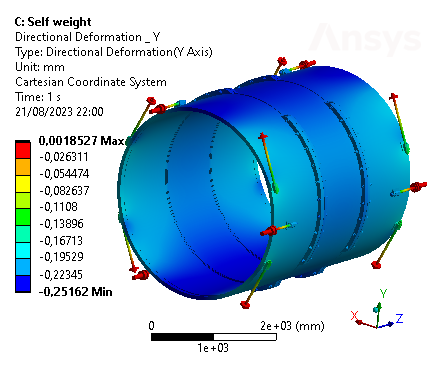 C: Self weight
Directional Deformation _ Y
Type: Directional Deformation(Y Axis)
Unit: mm
Cartesian Coordinate System
Time: 1 s
21/08/2023 22:00
Ansys
0,0018527 Max
-0,026311
-0,054474
-0,082637
-0,1108
-0,13896
-0,16713
-0,19529
-0,22345
-0,25162 Min
0
2e+03 (mm)
1e+03
Y
X
Z